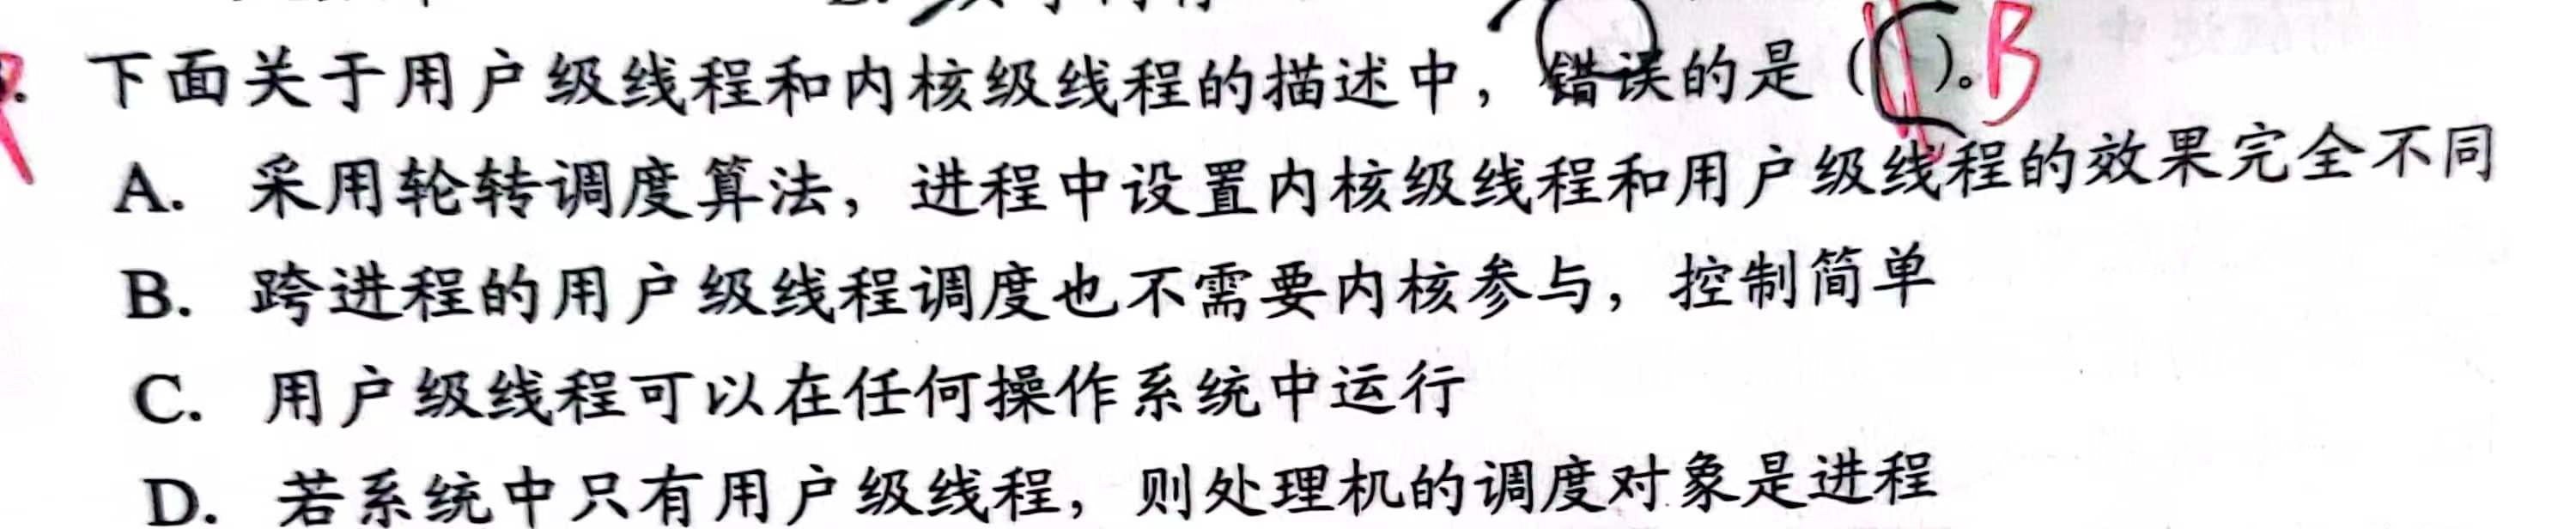 下面关于用户级线程和内核级线程的描述中，错误的是（C）。B
A. 采用轮转调度算法，进程中设置内核级线程和用户级线程的效果完全不同
B. 跨进程的用户级线程调度也不需要内核参与，控制简单
C. 用户级线程可以在任何操作系统中运行
D. 若系统中只有用户级线程，则处理机的调度对象是进程